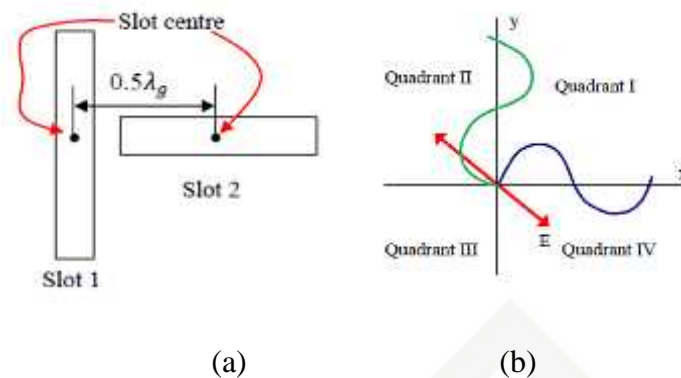 Slot centre
0.5λg
Slot 2
Slot 1
(a)
y
Quadrant II
Quadrant I
Quadrant III
E
Quadrant IV
(b)